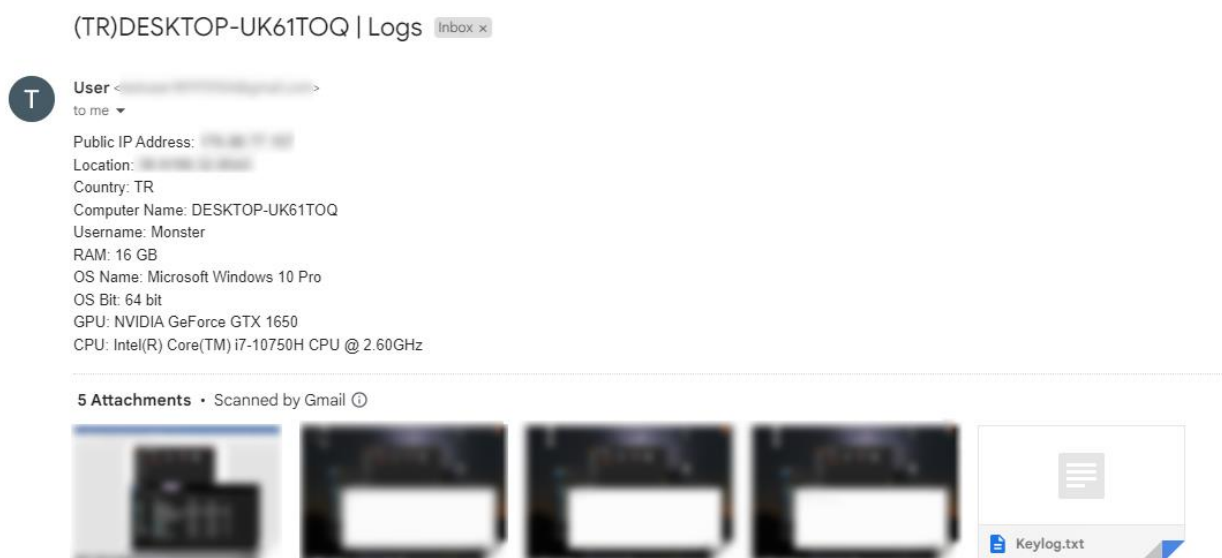 (TR)DESKTOP-UK61TOQ | Logs Inbox ×
T
User < >
to me
Public IP Address:
Location:
Country: TR
Computer Name: DESKTOP-UK61TOQ
Username: Monster
RAM: 16 GB
OS Name: Microsoft Windows 10 Pro
OS Bit: 64 bit
GPU: NVIDIA GeForce GTX 1650
CPU: Intel(R) Core(TM) i7-10750H CPU @ 2.60GHz
5 Attachments • Scanned by Gmail
Keylog.txt